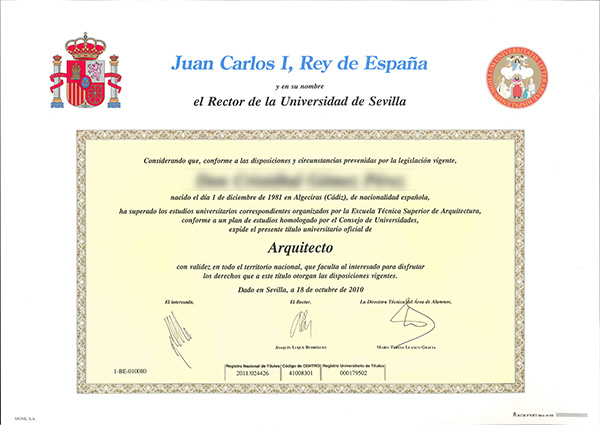 Juan Carlos I, Rey de España
y en su nombre
el Rector de la Universidad de Sevilla
Considerando que, conforme a las disposiciones y circunstancias prevenidas por la legislación vigente,
nacido el día 1 de diciembre de 1981 en Algeciras (Cádiz), de nacionalidad española,
ha superado los estudios universitarios correspondientes organizados por la Escuela Técnica Superior de Arquitectura,
conforme a un plan de estudios homologado por el Consejo de Universidades,
expide el presente título universitario oficial de
Arquitecto
con validez en todo el territorio nacional, que faculta al interesado para disfrutar
los derechos que a este título otorgan las disposiciones vigentes.
Dado en Sevilla, a 18 de octubre de 2010
El interesado, El Rector, La Directora Técnica del Área de Alumnos,
Joaquín Luque Rodríguez María Teresa Gracia
1-BE-010080
Registro Nacional de Títulos Código de CENTRO Registro Universitario de Títulos
2011/024426 41008301 000179502
SIGNE, S.A.